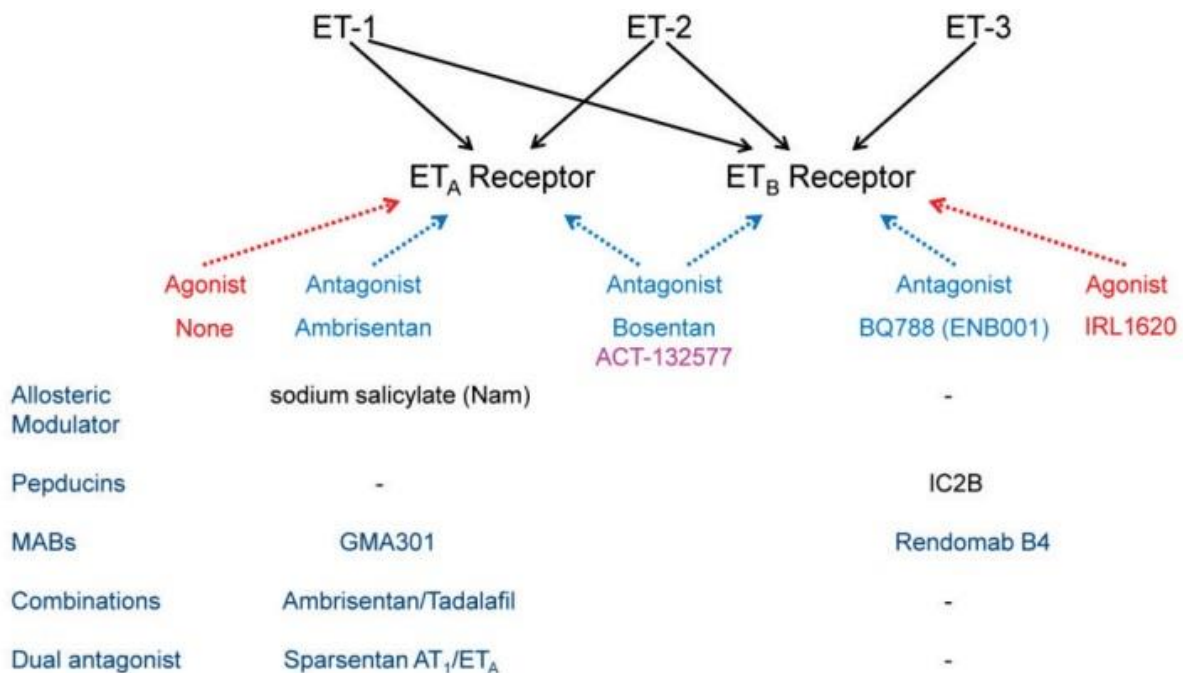 ET-1 ET-2 ET-3
ETA Receptor ETB Receptor
Agonist Antagonist Antagonist Antagonist Agonist
None Ambrisentan Bosentan BQ788 (ENB001) IRL1620
ACT-132577
Allosteric sodium salicylate (Nam) -
Modulator
Pepducins - IC2B
MABs GMA301 Rendomab B4
Combinations Ambrisentan/Tadalafil -
Dual antagonist Sparsentan AT1/ETA -